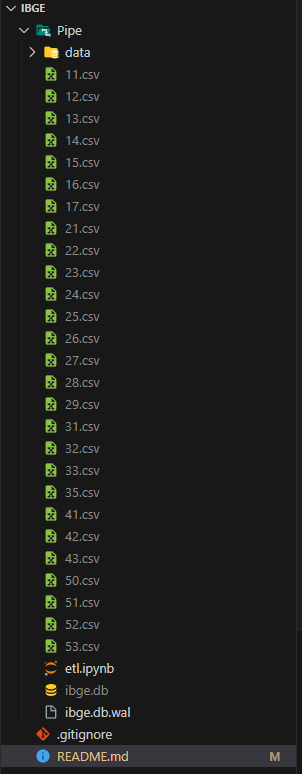 IBGE
Pipe
data
11.csv
12.csv
13.csv
14.csv
15.csv
16.csv
17.csv
21.csv
22.csv
23.csv
24.csv
25.csv
26.csv
27.csv
28.csv
29.csv
31.csv
32.csv
33.csv
35.csv
41.csv
42.csv
43.csv
50.csv
51.csv
52.csv
53.csv
etl.ipynb
ibge.db
ibge.db.wal
.gitignore
README.md M